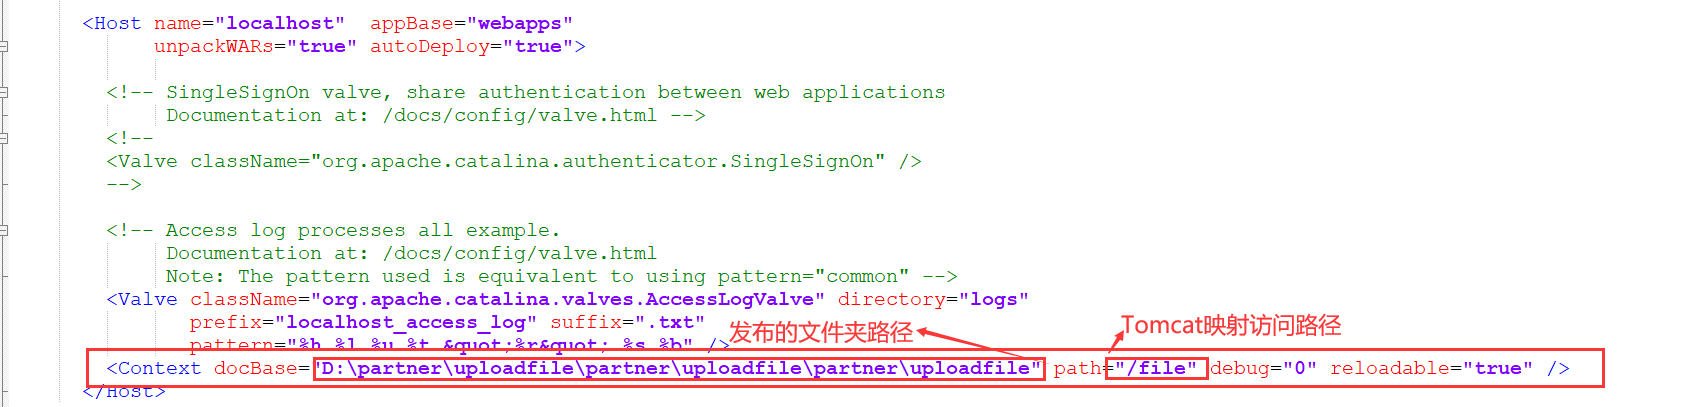 <Host name="localhost"  appBase="webapps"
unpackWARs="true" autoDeploy="true">
<!-- SingleSignOn valve, share authentication between web applications
Documentation at: /docs/config/valve.html -->
<!--
<Valve className="org.apache.catalina.authenticator.SingleSignOn" />
-->
<!-- Access log processes all example.
Documentation at: /docs/config/valve.html
Note: The pattern used is equivalent to using pattern="common" -->
<Valve className="org.apache.catalina.valves.AccessLogValve" directory="logs"
prefix="localhost_access_log" suffix=".txt"
发布的文件夹路径
Tomcat映射访问路径
pattern="%h %l %u %t &quot;%r&quot; %s %b" />
<Context docBase="D:\partner\uploadfile\partner\uploadfile\partner\uploadfile" path="/file" debug="0" reloadable="true" />
</Host>